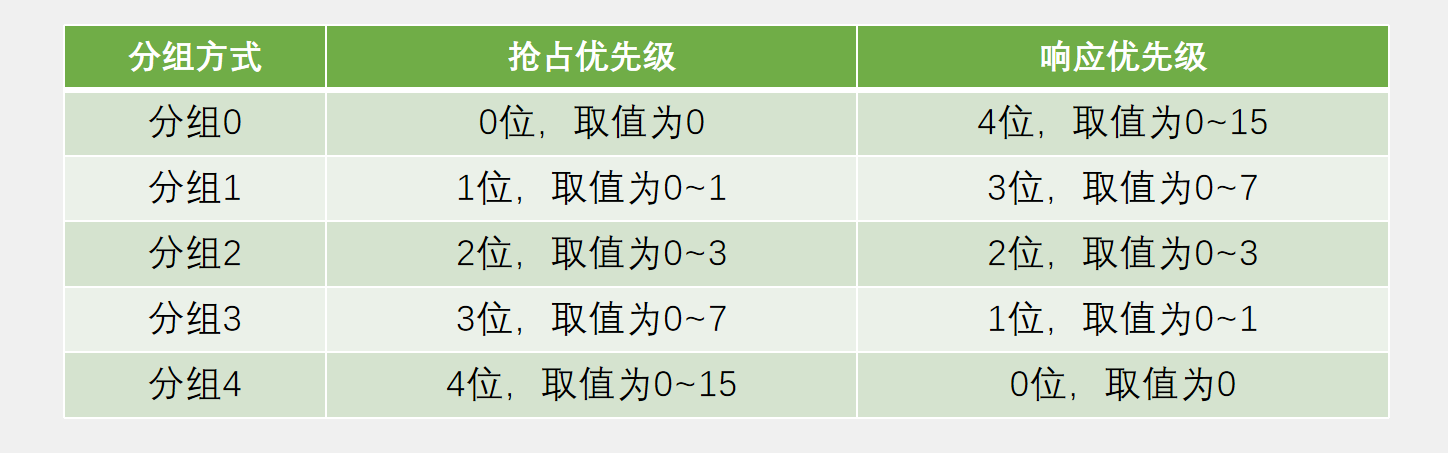 分组方式 抢占优先级 响应优先级
分组0 0位，取值为0 4位，取值为0~15
分组1 1位，取值为0~1 3位，取值为0~7
分组2 2位，取值为0~3 2位，取值为0~3
分组3 3位，取值为0~7 1位，取值为0~1
分组4 4位，取值为0~15 0位，取值为0